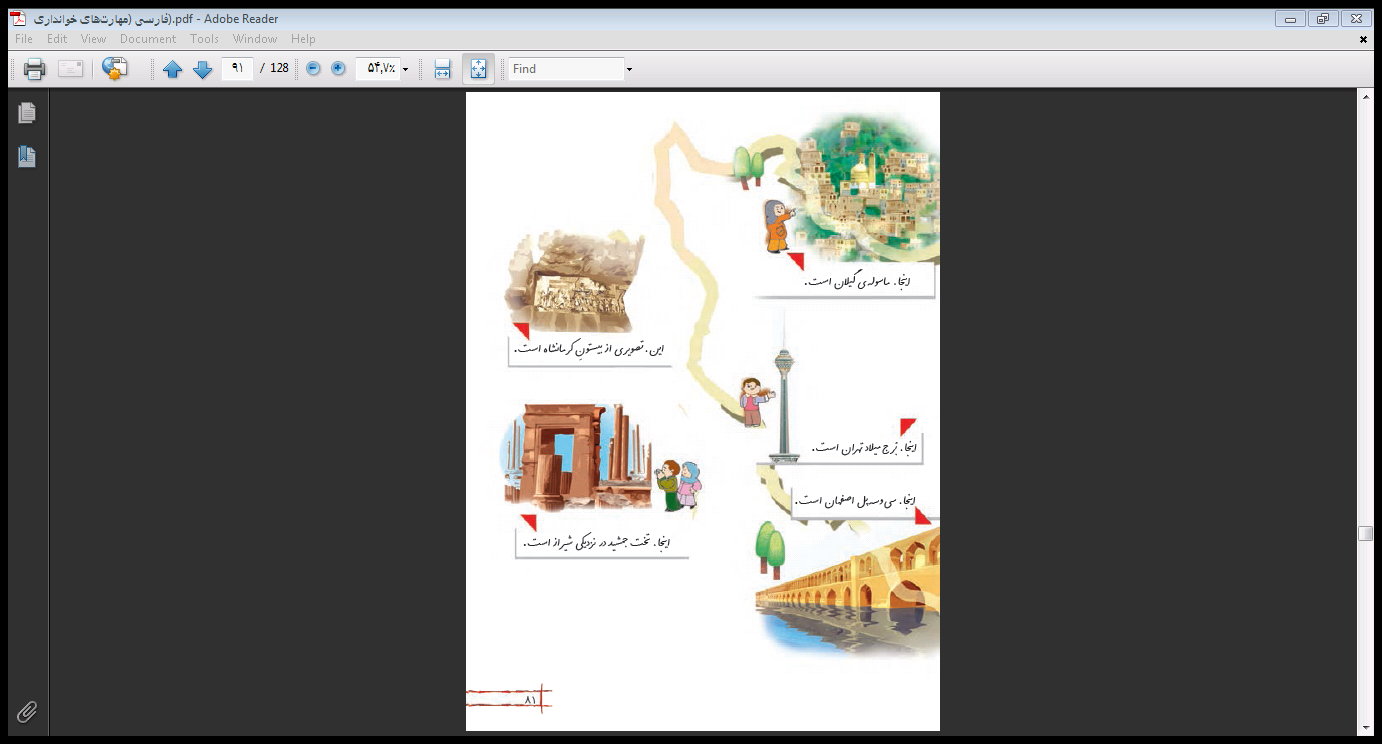 فارسی (مهارت‌های خوانداری).pdf - Adobe Reader
File Edit View Document Tools Window Help
۹۱ / 128 ۵۴,۷% Find
اینجا، ماسوله‌ی گیلان است.
این، تصویری از بیستون کرمانشاه است.
اینجا، بُرج میلاد تهران است.
اینجا، سی و سه پل اصفهان است.
اینجا، تخت جمشید در نزدیکی شیراز است.
۸۱